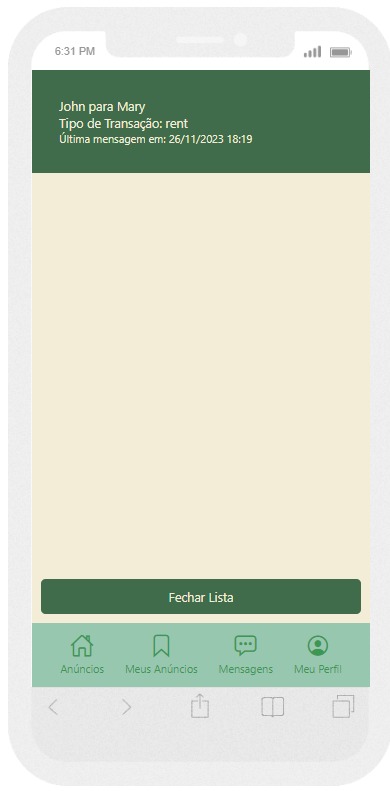 6:31 PM
John para Mary
Tipo de Transação: rent
Última mensagem em: 26/11/2023 18:19
Fechar Lista
Anúncios
Meus Anúncios
Mensagens
Meu Perfil